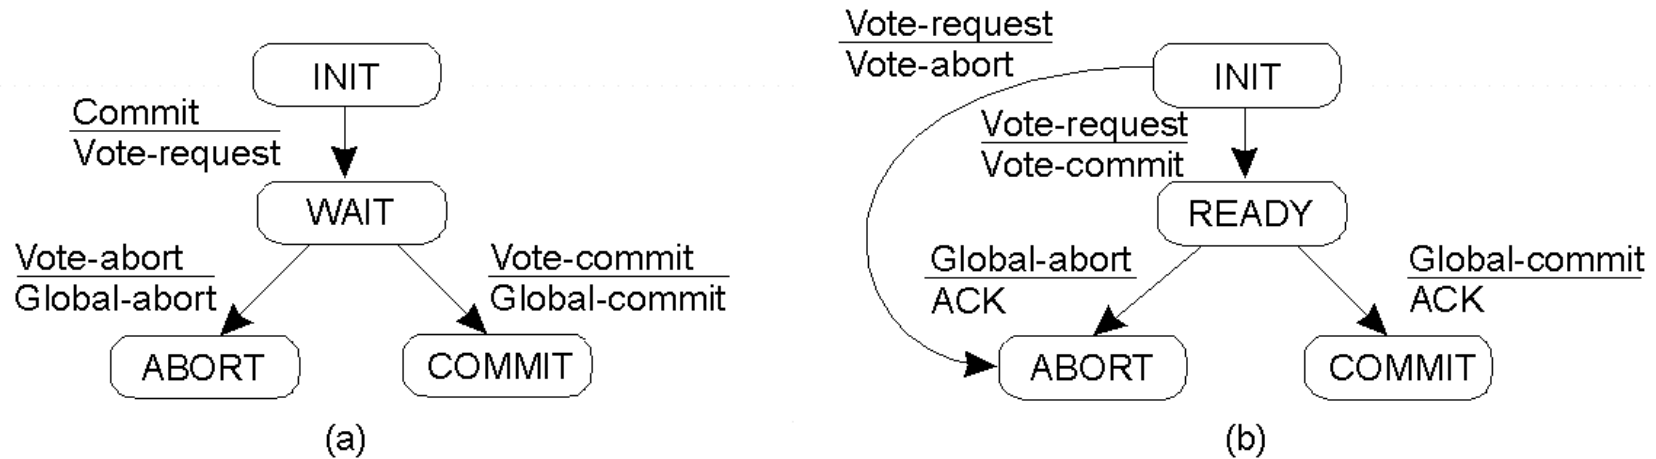 INIT
Commit
Vote-request
WAIT
Vote-abort
Global-abort
Vote-commit
Global-commit
ABORT
COMMIT
(a)
Vote-request
Vote-abort
INIT
Vote-request
Vote-commit
READY
Global-abort
ACK
Global-commit
ACK
ABORT
COMMIT
(b)